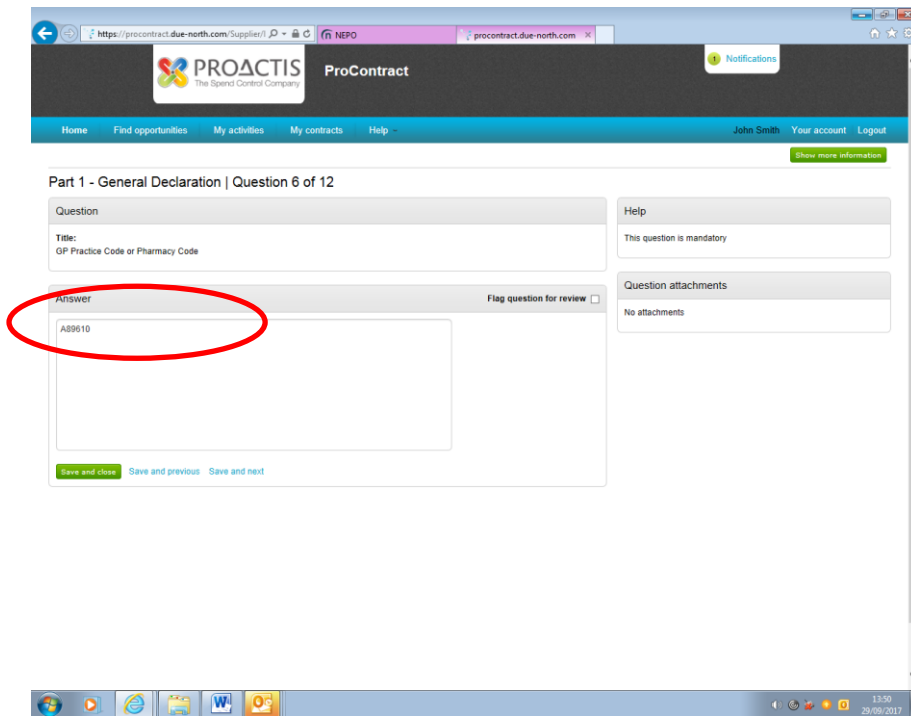 https://procontract.due-north.com/Supplier/
NEPO
procontract.due-north.com ×
PROACTIS
The Spend Control Company
ProContract
1 Notifications
Home Find opportunities My activities My contracts Help
John Smith Your account Logout
Show more information
Part 1 - General Declaration | Question 6 of 12
Question
Title:
GP Practice Code or Pharmacy Code
Help
This question is mandatory
Answer
Flag question for review
A89610
Question attachments
No attachments
Save and close Save and previous Save and next
13:50
29/09/2017